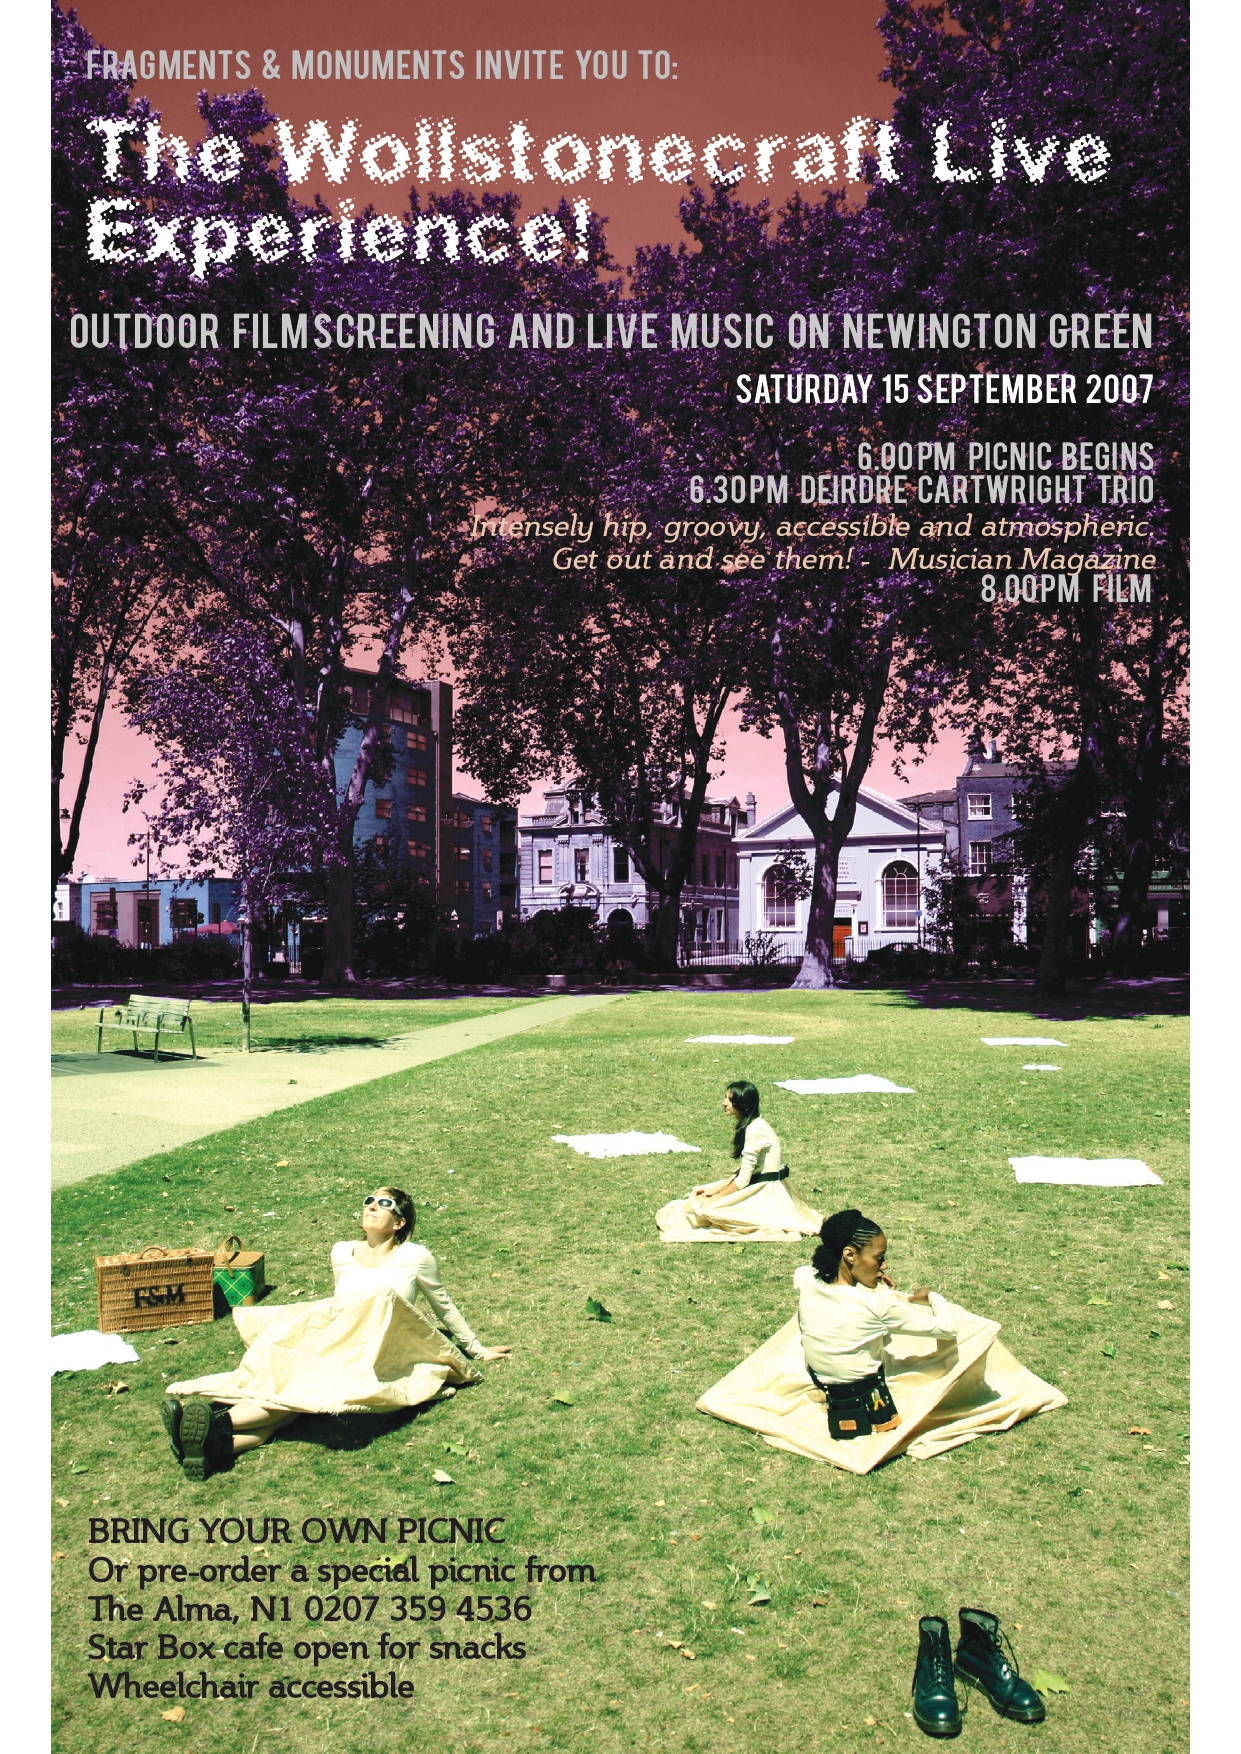 FRAGMENTS & MONUMENTS INVITE YOU TO:
The Wollstonecraft Live
Experience!
OUTDOOR FILM SCREENING AND LIVE MUSIC ON NEWINGTON GREEN
SATURDAY 15 SEPTEMBER 2007
6.00PM PICNIC BEGINS
6.30PM DEIRDRE CARTWRIGHT TRIO
Intensely hip, groovy, accessible and atmospheric.
Get out and see them! - Musician Magazine
8.00PM FILM
F&M
BRING YOUR OWN PICNIC
Or pre-order a special picnic from
The Alma, N1 0207 359 4536
Star Box cafe open for snacks
Wheelchair accessible